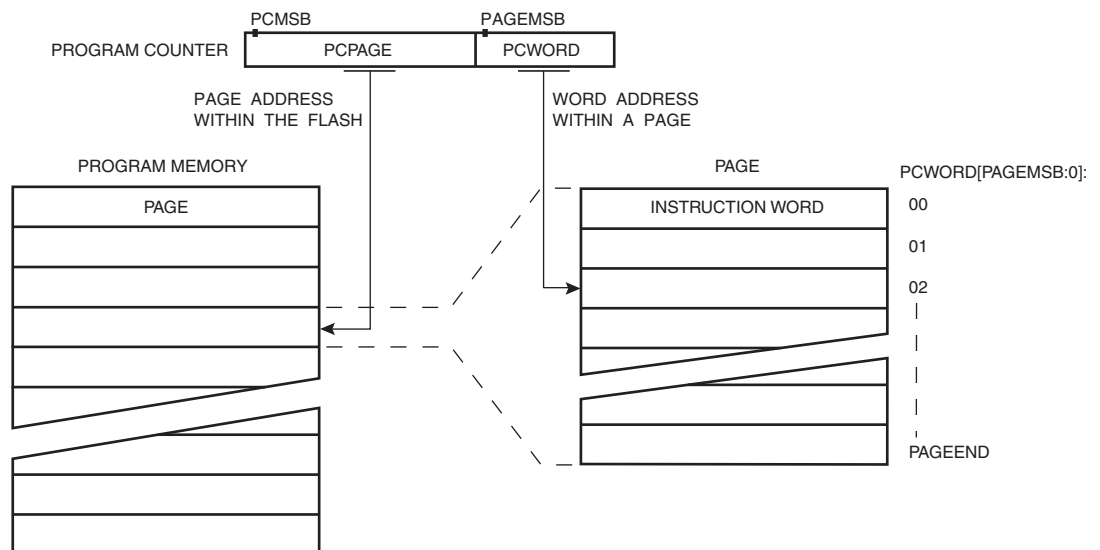 PCMSB
PAGEMSB
PROGRAM COUNTER
PCPAGE
PCWORD
PAGE ADDRESS
WITHIN THE FLASH
WORD ADDRESS
WITHIN A PAGE
PROGRAM MEMORY
PAGE
PAGE
PCWORD[PAGEMSB:0]:
INSTRUCTION WORD
00
01
02
PAGEEND